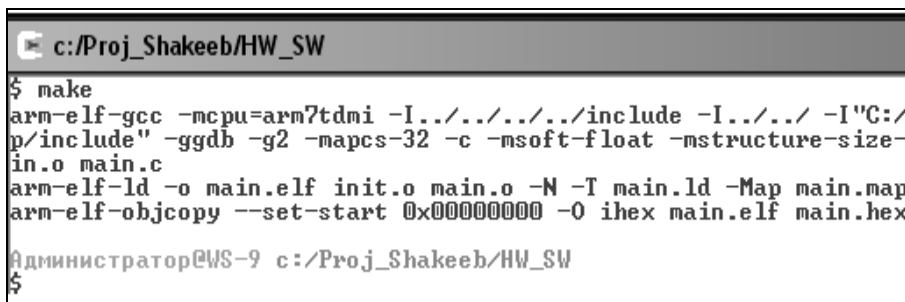 c:/Proj_Shakeeb/HW_SW
$ make
arm-elf-gcc -mcpu=arm7tdmi -I../../../../include -I../../ -I"C:/
p/include" -ggdb -g2 -mapcs-32 -c -msoft-float -mstructure-size-
in.o main.c
arm-elf-ld -o main.elf init.o main.o -N -T main.ld -Map main.map
arm-elf-objcopy --set-start 0x00000000 -O ihex main.elf main.hex
Администратор@WS-9 c:/Proj_Shakeeb/HW_SW
$